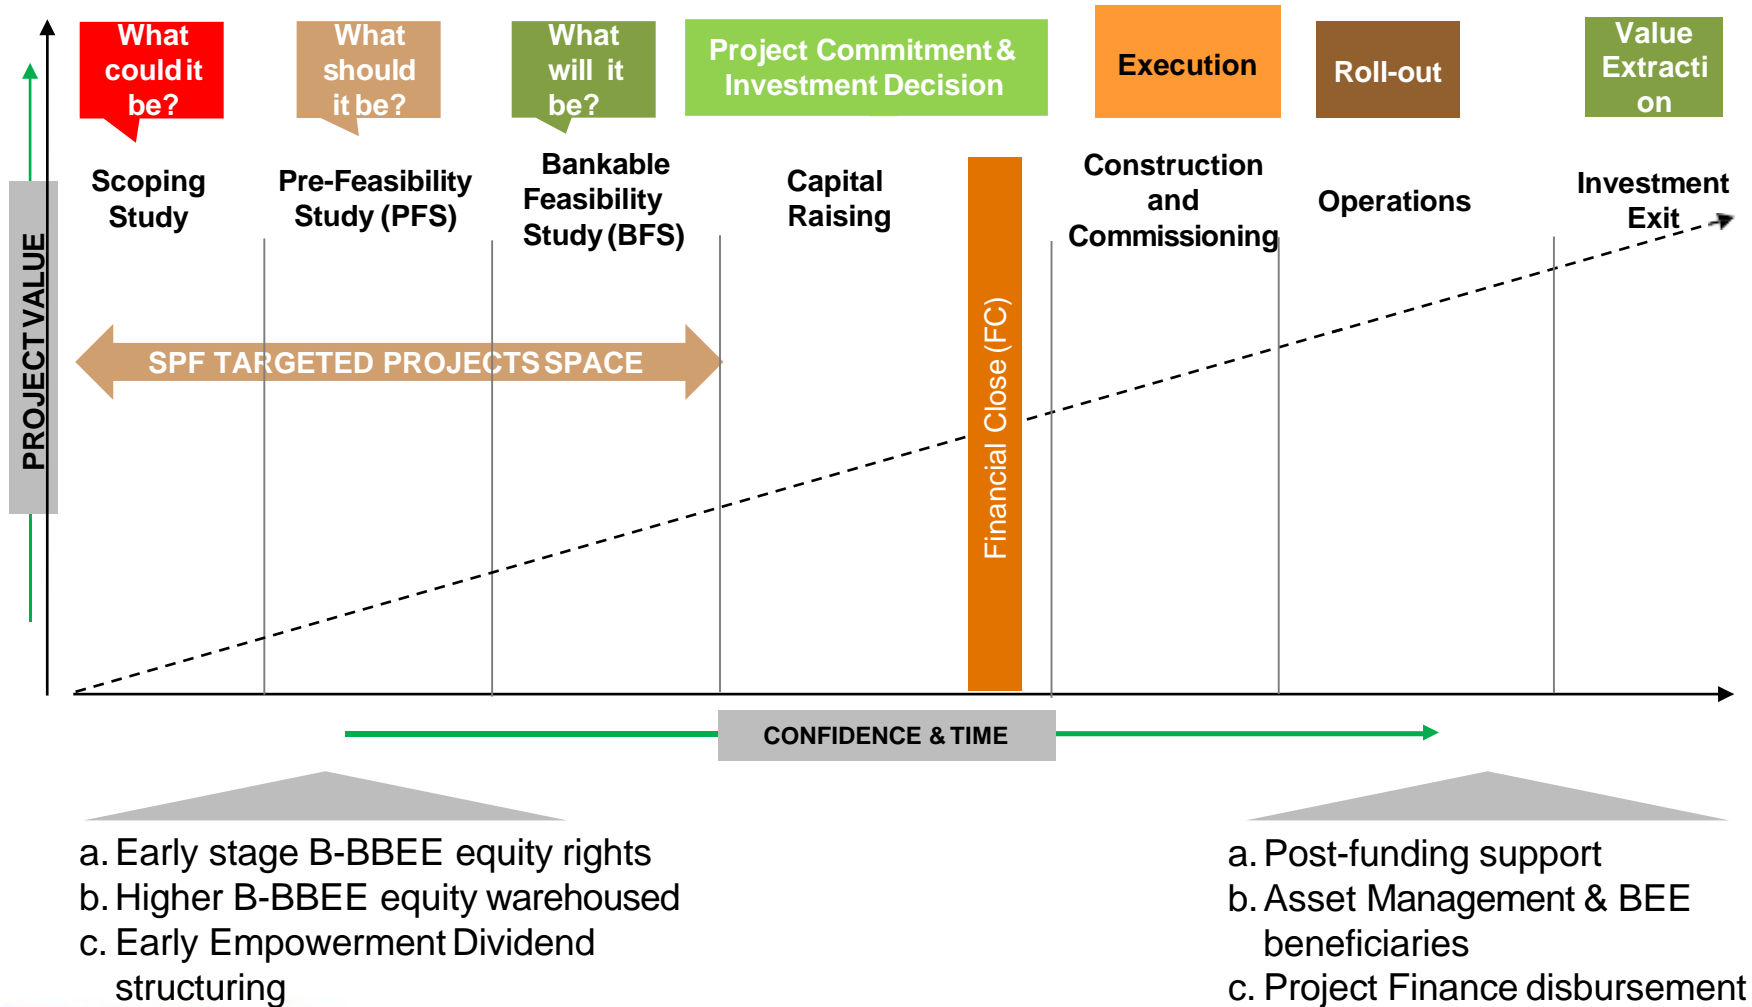 What
could it
be?
What
should
it be?
What
will it
be?
Project Commitment &
Investment Decision
Execution
Roll-out
Value
Extracti
on
Scoping
Study
Pre-Feasibility
Study (PFS)
Bankable
Feasibility
Study (BFS)
Capital
Raising
Construction
and
Commissioning
Operations
Investment
Exit
PROJECT VALUE
SPF TARGETED PROJECTS SPACE
Financial Close (FC)
CONFIDENCE & TIME
a. Early stage B-BBEE equity rights
b. Higher B-BBEE equity warehoused
c. Early Empowerment Dividend
structuring
a. Post-funding support
b. Asset Management & BEE
beneficiaries
c. Project Finance disbursement